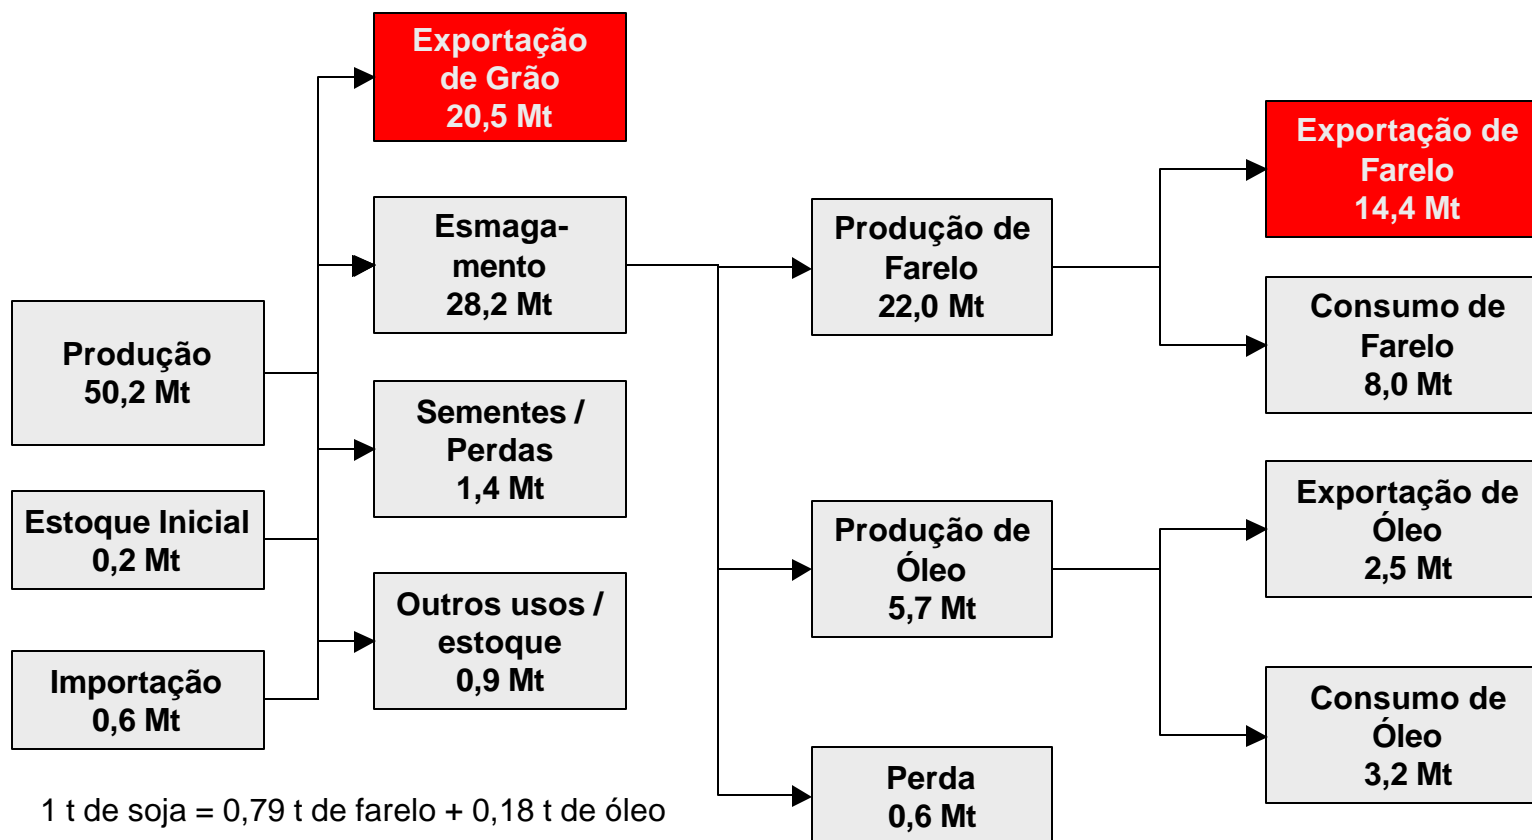 Exportação
de Grão
20,5 Mt
Esmaga-
mento
28,2 Mt
Produção
50,2 Mt
Sementes /
Perdas
1,4 Mt
Estoque Inicial
0,2 Mt
Outros usos /
estoque
0,9 Mt
Importação
0,6 Mt
Produção de
Farelo
22,0 Mt
Produção de
Óleo
5,7 Mt
Perda
0,6 Mt
Exportação de
Farelo
14,4 Mt
Consumo de
Farelo
8,0 Mt
Exportação de
Óleo
2,5 Mt
Consumo de
Óleo
3,2 Mt
1 t de soja = 0,79 t de farelo + 0,18 t de óleo